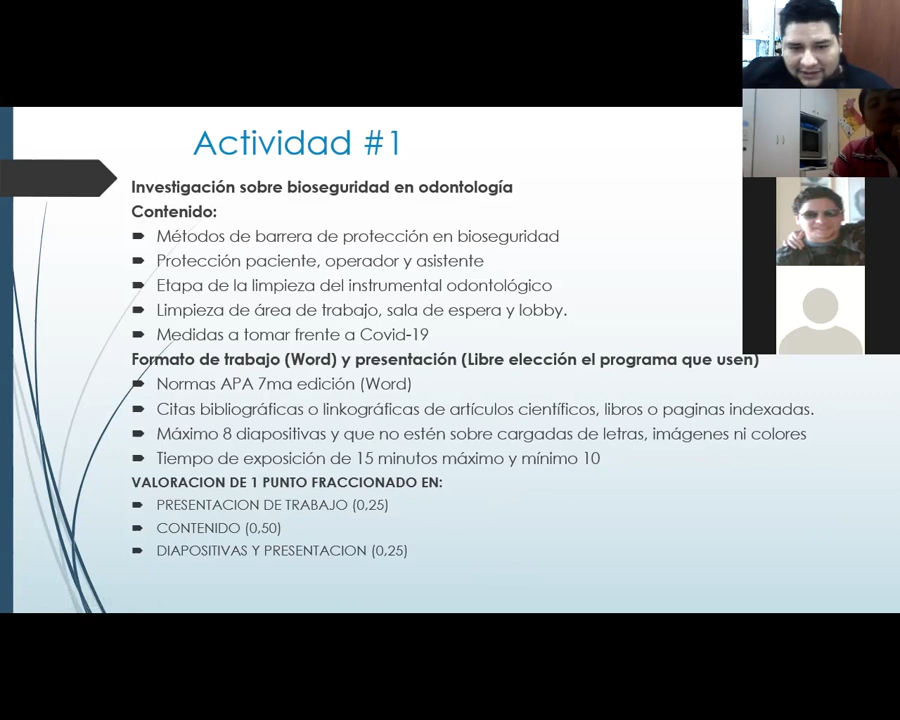 Actividad #1
Investigación sobre bioseguridad en odontología
Contenido:
Métodos de barrera de protección en bioseguridad
Protección paciente, operador y asistente
Etapa de la limpieza del instrumental odontológico
Limpieza de área de trabajo, sala de espera y lobby.
Medidas a tomar frente a Covid-19
Formato de trabajo (Word) y presentación (Libre elección el programa que usen)
Normas APA 7ma edición (Word)
Citas bibliográficas o linkográficas de artículos científicos, libros o paginas indexadas.
Máximo 8 diapositivas y que no estén sobre cargadas de letras, imágenes ni colores
Tiempo de exposición de 15 minutos máximo y mínimo 10
VALORACION DE 1 PUNTO FRACCIONADO EN:
PRESENTACION DE TRABAJO (0,25)
CONTENIDO (0,50)
DIAPOSITIVAS Y PRESENTACION (0,25)